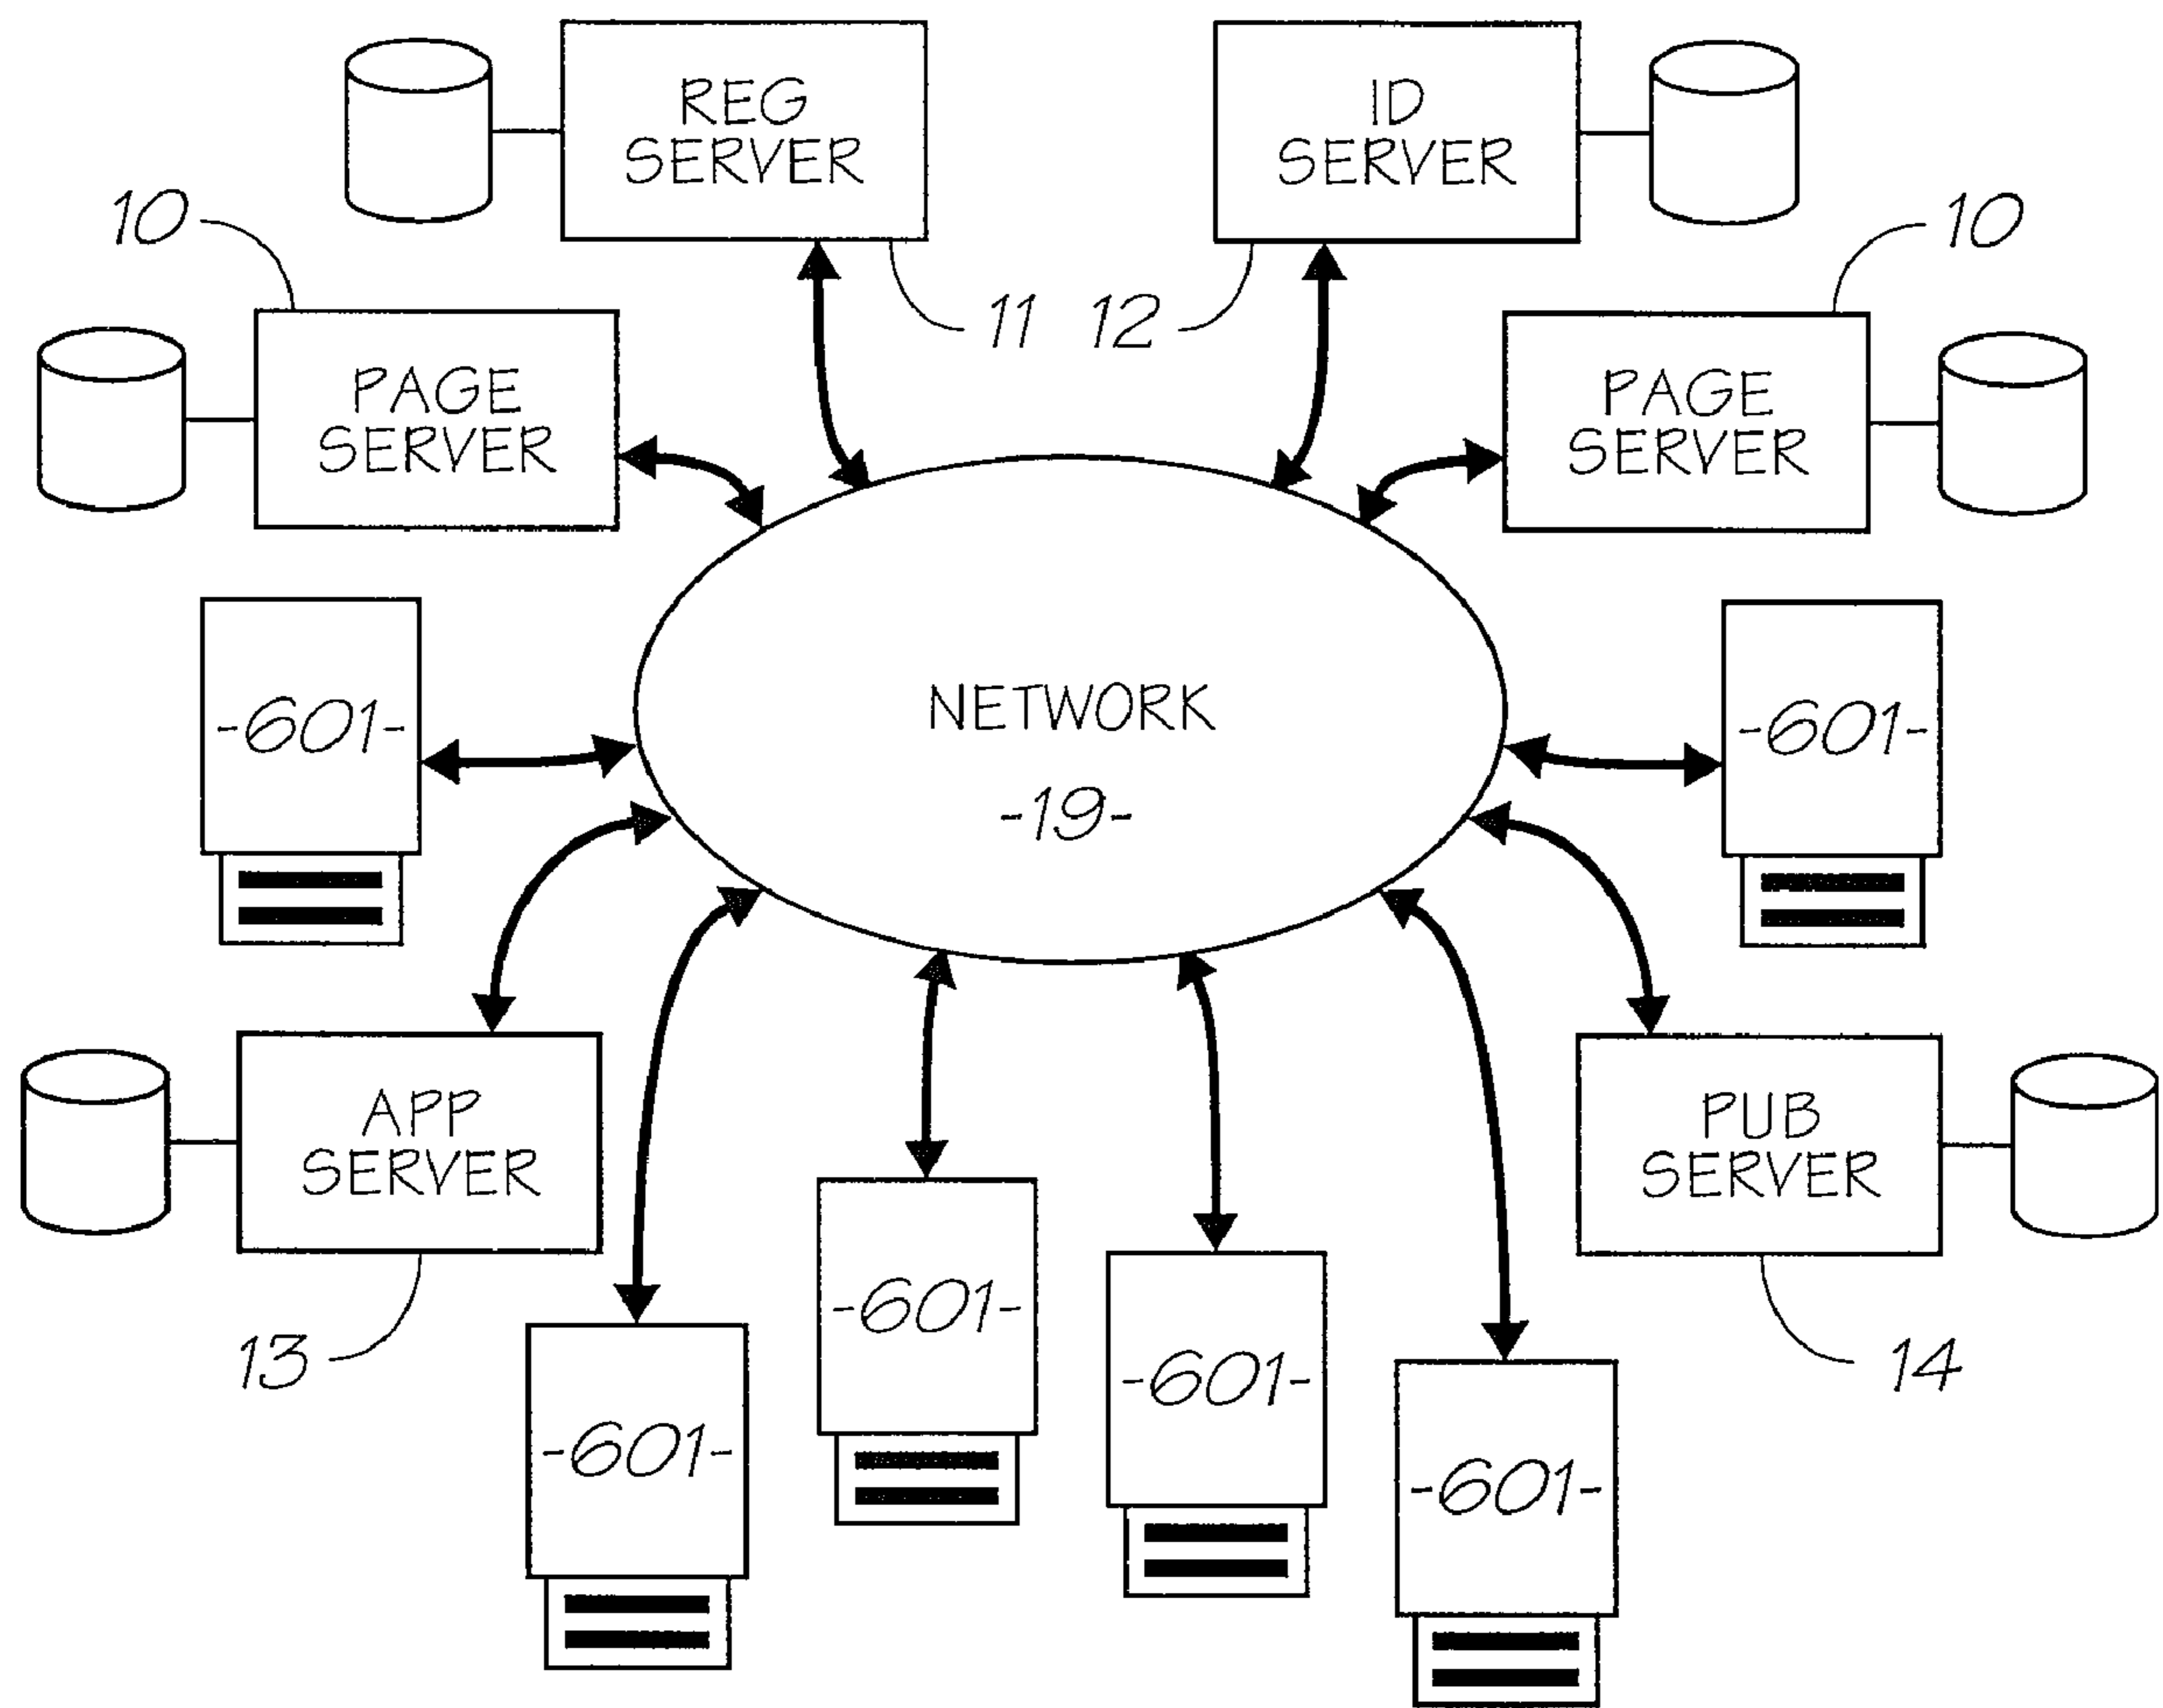 REG
SERVER
ID
SERVER
10
10
11
12
PAGE
SERVER
PAGE
SERVER
-601-
NETWORK
-19-
-601-
APP
SERVER
PUB
SERVER
13
-601-
-601-
-601-
-601-
14